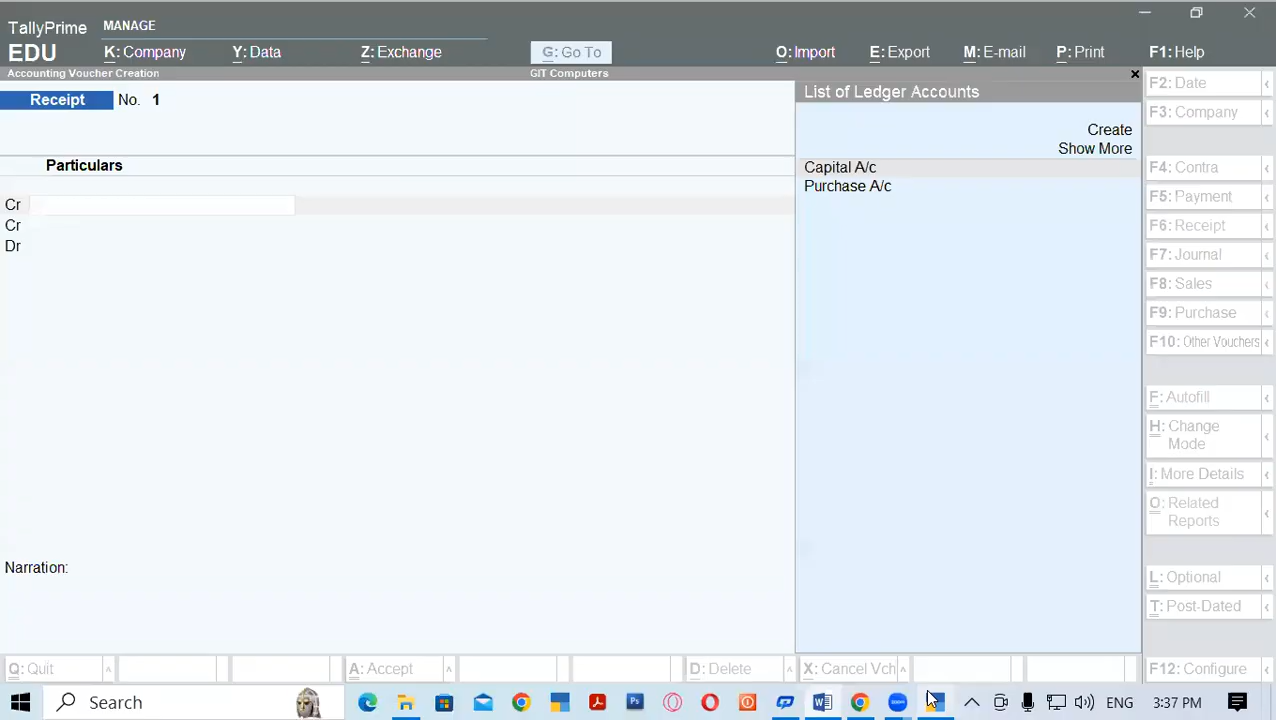 TallyPrime MANAGE
EDU K: Company Y: Data Z: Exchange G: Go To O: Import E: Export M: E-mail P: Print F1: Help
Accounting Voucher Creation GIT Computers
Receipt No. 1
Particulars
Cr
Cr
Dr
Narration:
List of Ledger Accounts
Create
Show More
Capital A/c
Purchase A/c
F2: Date
F3: Company
F4: Contra
F5: Payment
F6: Receipt
F7: Journal
F8: Sales
F9: Purchase
F10: Other Vouchers
F: Autofill
H: Change
Mode
I: More Details
O: Related
Reports
L: Optional
T: Post-Dated
Q: Quit A: Accept D: Delete X: Cancel Vch F12: Configure
Search ENG 3:37 PM